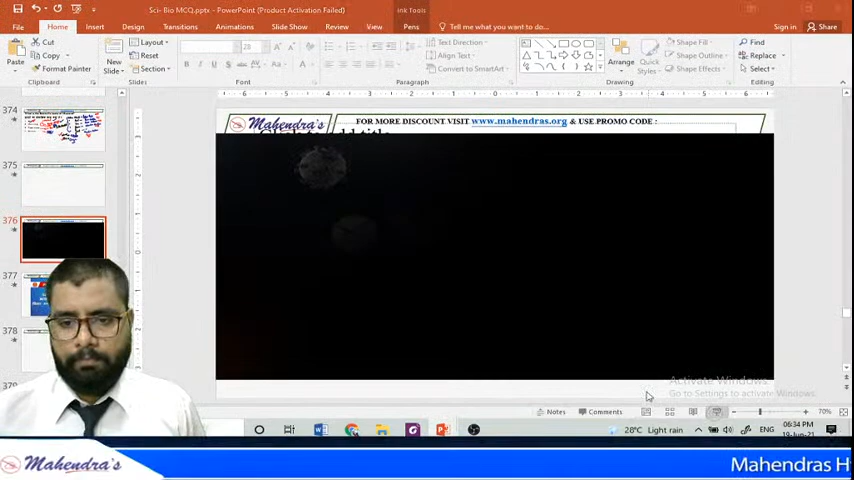 Sci- Bio MCQ.pptx - PowerPoint (Product Activation Failed)
Ink Tools
File
Home
Insert
Design
Transitions
Animations
Slide Show
Review
View
Pens
Tell me what you want to do...
Sign in
Share
Cut
Copy
Format Painter
Paste
New
Slide
Layout
Reset
Section
28
Text Direction
Align Text
Convert to SmartArt
Arrange
Quick
Styles
Shape Fill
Shape Outline
Shape Effects
Find
Replace
Select
Clipboard
Slides
Font
Paragraph
Drawing
Editing
374
375
376
377
378
379
Mahendra's
FOR MORE DISCOUNT VISIT www.mahendras.org & USE PROMO CODE :
Activate Windows
Go to Settings to activate Windows.
Notes
Comments
70%
28°C Light rain
ENG
06:34 PM
19-Jun-21
Mahendra's
Mahendras H